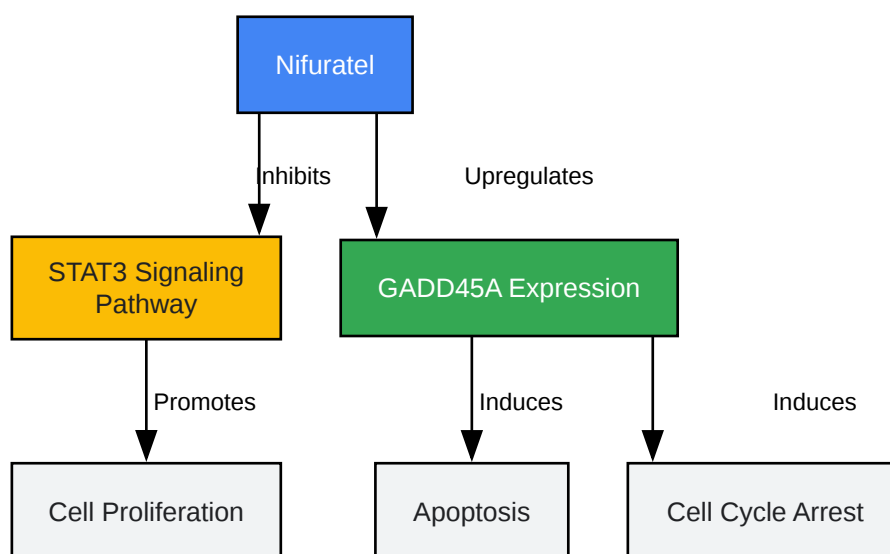 Nifuratel
Inhibits
Upregulates
STAT3 Signaling
Pathway
GADD45A Expression
Promotes
Induces
Induces
Cell Proliferation
Apoptosis
Cell Cycle Arrest